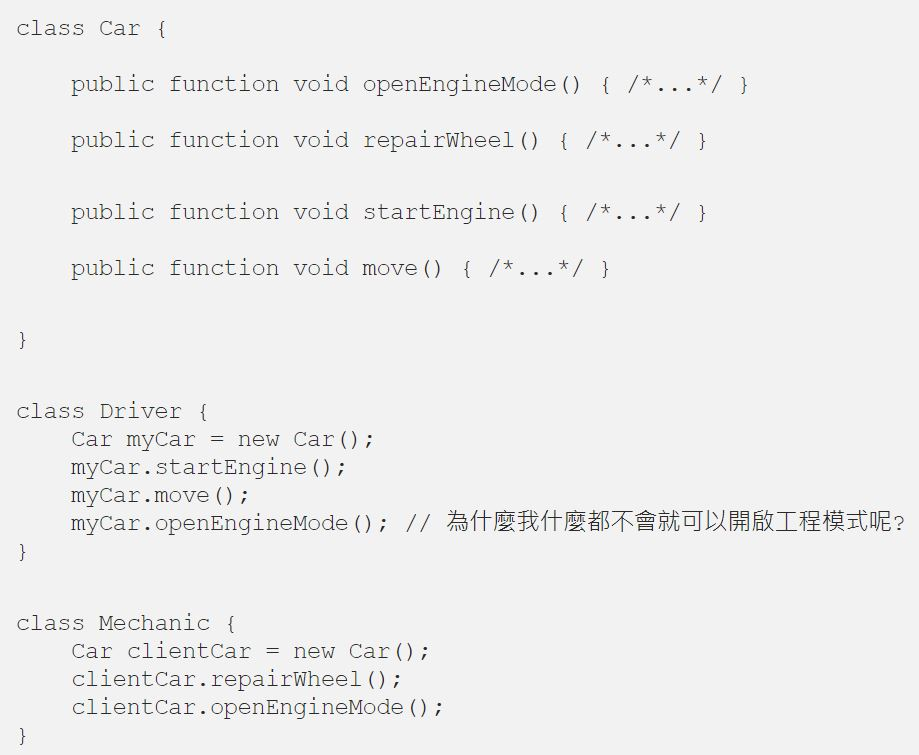 class Car {
public function void openEngineMode() { /*...*/ }
public function void repairWheel() { /*...*/ }
public function void startEngine() { /*...*/ }
public function void move() { /*...*/ }
}
class Driver {
Car myCar = new Car();
myCar.startEngine();
myCar.move();
myCar.openEngineMode(); // 為什麼我什麼都不會就可以開啟工程模式呢?
}
class Mechanic {
Car clientCar = new Car();
clientCar.repairWheel();
clientCar.openEngineMode();
}